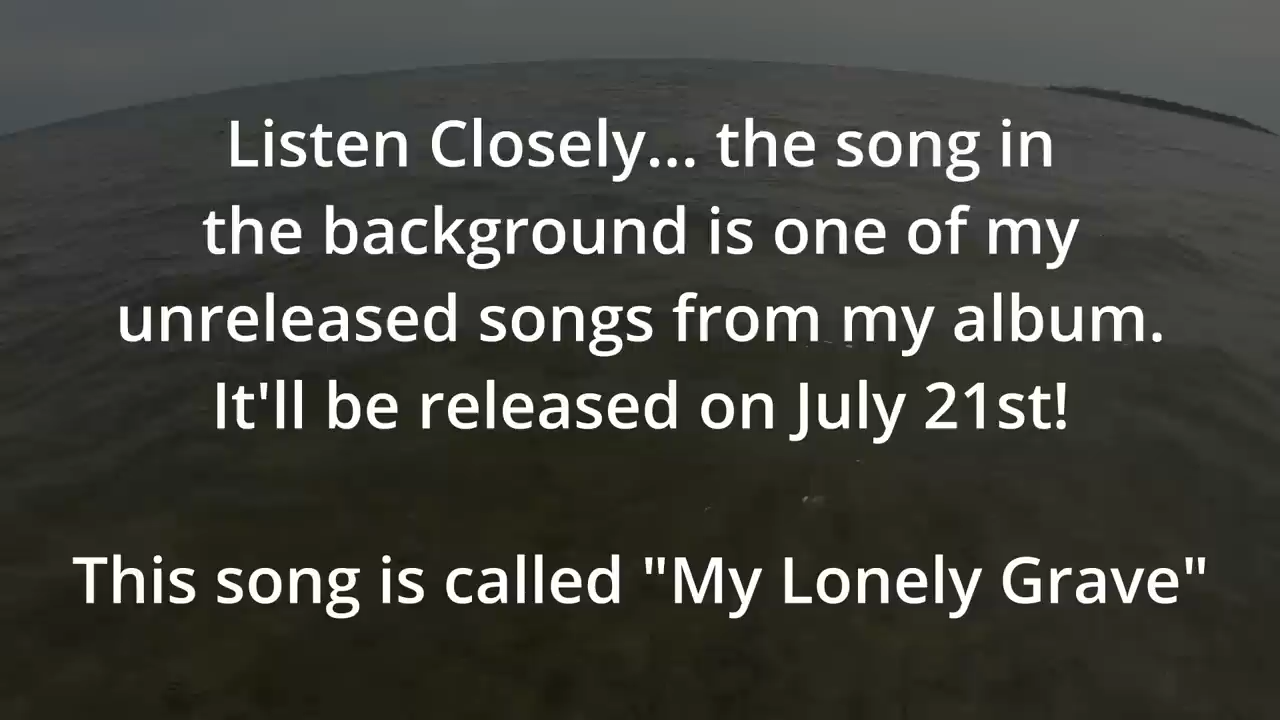 Listen Closely... the song in
the background is one of my
unreleased songs from my album.
It'll be released on July 21st!
This song is called "My Lonely Grave"